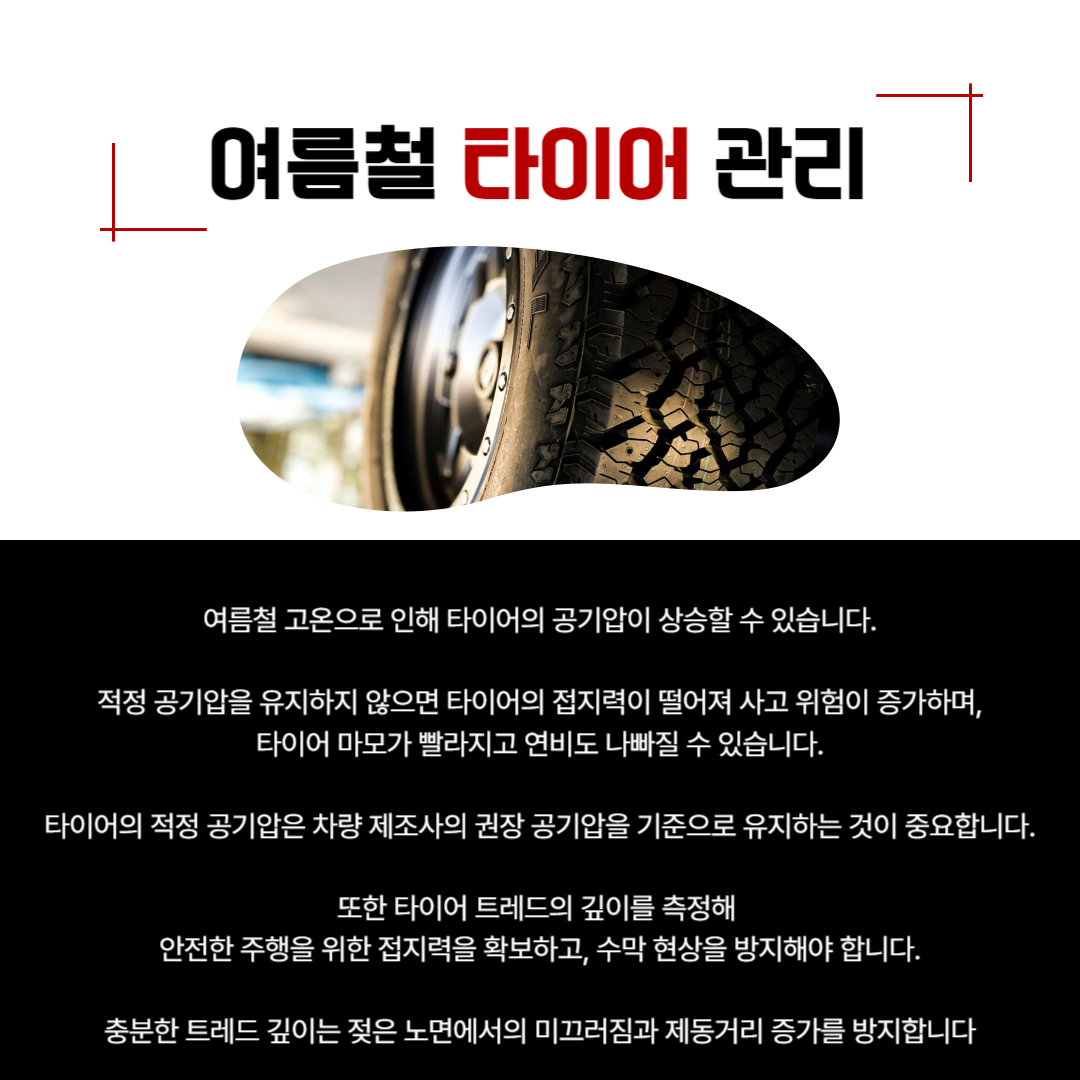 여름철 타이어 관리
여름철 고온으로 인해 타이어의 공기압이 상승할 수 있습니다.
적정 공기압을 유지하지 않으면 타이어의 접지력이 떨어져 사고 위험이 증가하며,
타이어 마모가 빨라지고 연비도 나빠질 수 있습니다.
타이어의 적정 공기압은 차량 제조사의 권장 공기압을 기준으로 유지하는 것이 중요합니다.
또한 타이어 트레드의 깊이를 측정해
안전한 주행을 위한 접지력을 확보하고, 수막 현상을 방지해야 합니다.
충분한 트레드 깊이는 젖은 노면에서의 미끄러짐과 제동거리 증가를 방지합니다